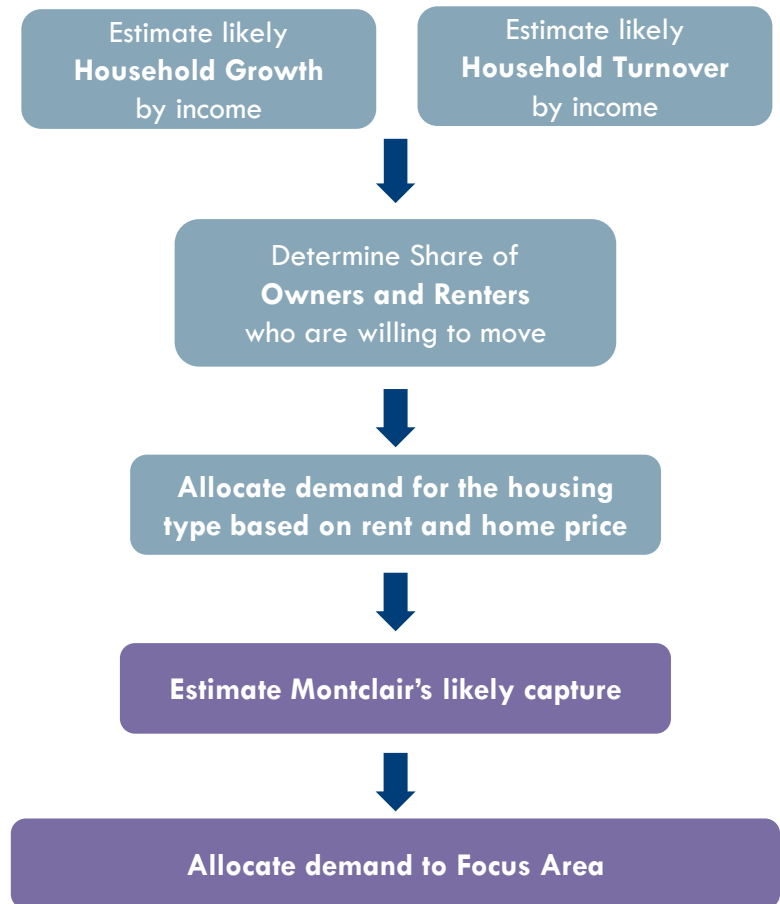 Estimate likely
Household Growth
by income
Estimate likely
Household Turnover
by income
Determine Share of
Owners and Renters
who are willing to move
Allocate demand for the housing
type based on rent and home price
Estimate Montclair’s likely capture
Allocate demand to Focus Area